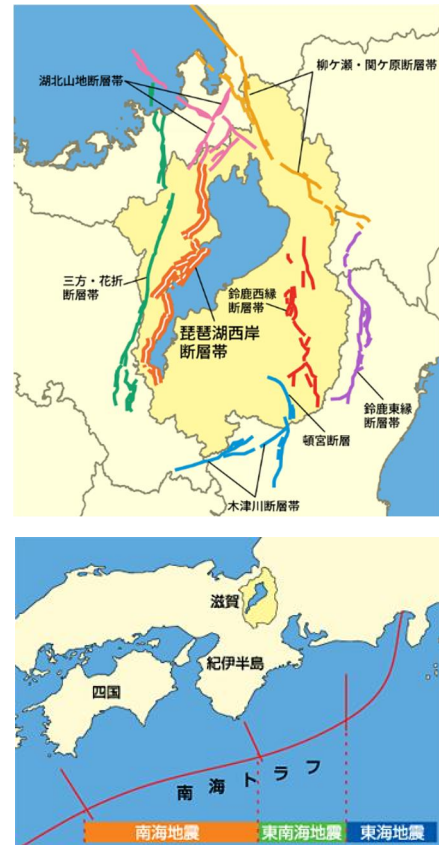 柳ケ瀬・関ケ原断層帯
湖北山地断層帯
三方・花折
断層帯
鈴鹿西縁
断層帯
琵琶湖西岸
断層帯
鈴鹿東縁
断層帯
頓宮断層
木津川断層帯
滋賀
紀伊半島
四国
南海トラフ
南海地震
東南海地震
東海地震